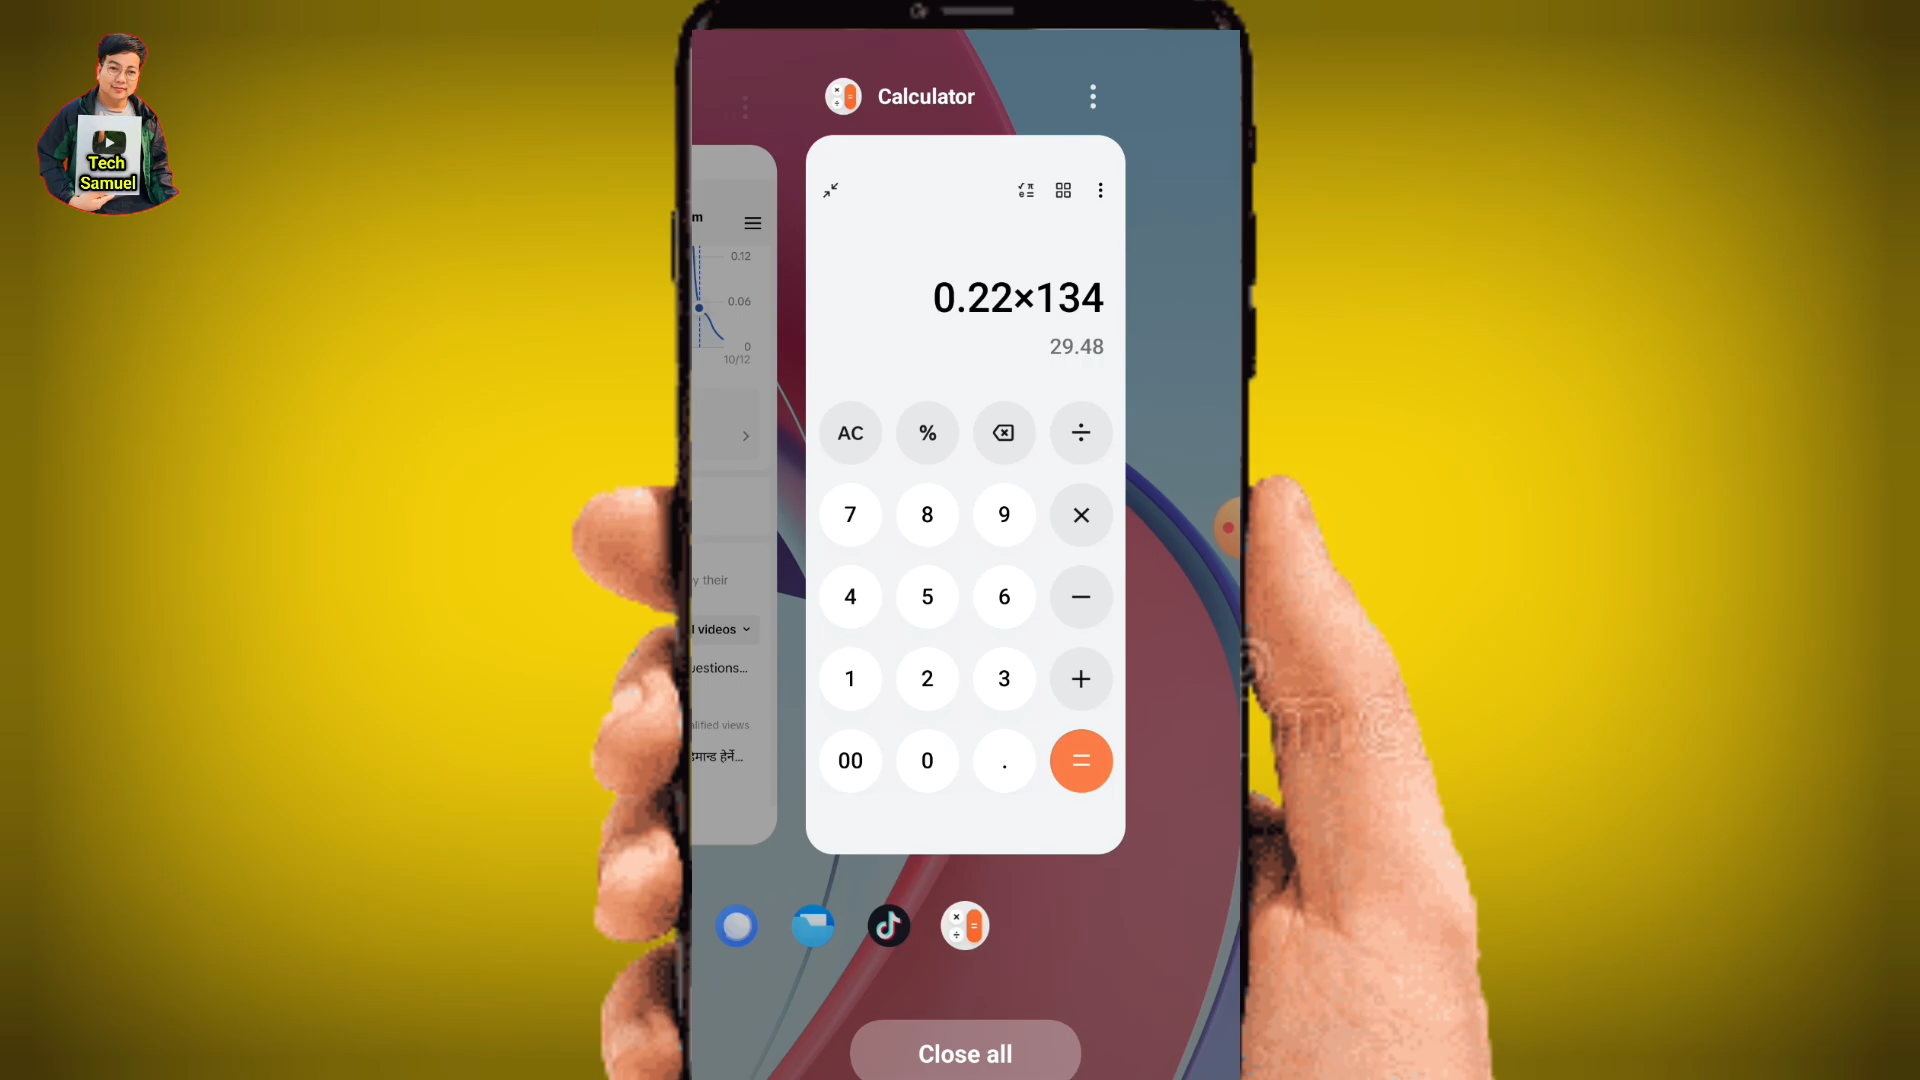 Tech
Samuel
Calculator
m
0.12
0.06
0
10/12
y their
l videos
uestions...
alified views
डिमान्ड हेर्ने...
√ π
e =
0.22×134
29.48
AC % ÷
7 8 9 ×
4 5 6 −
1 2 3 +
00 0 . =
Close all